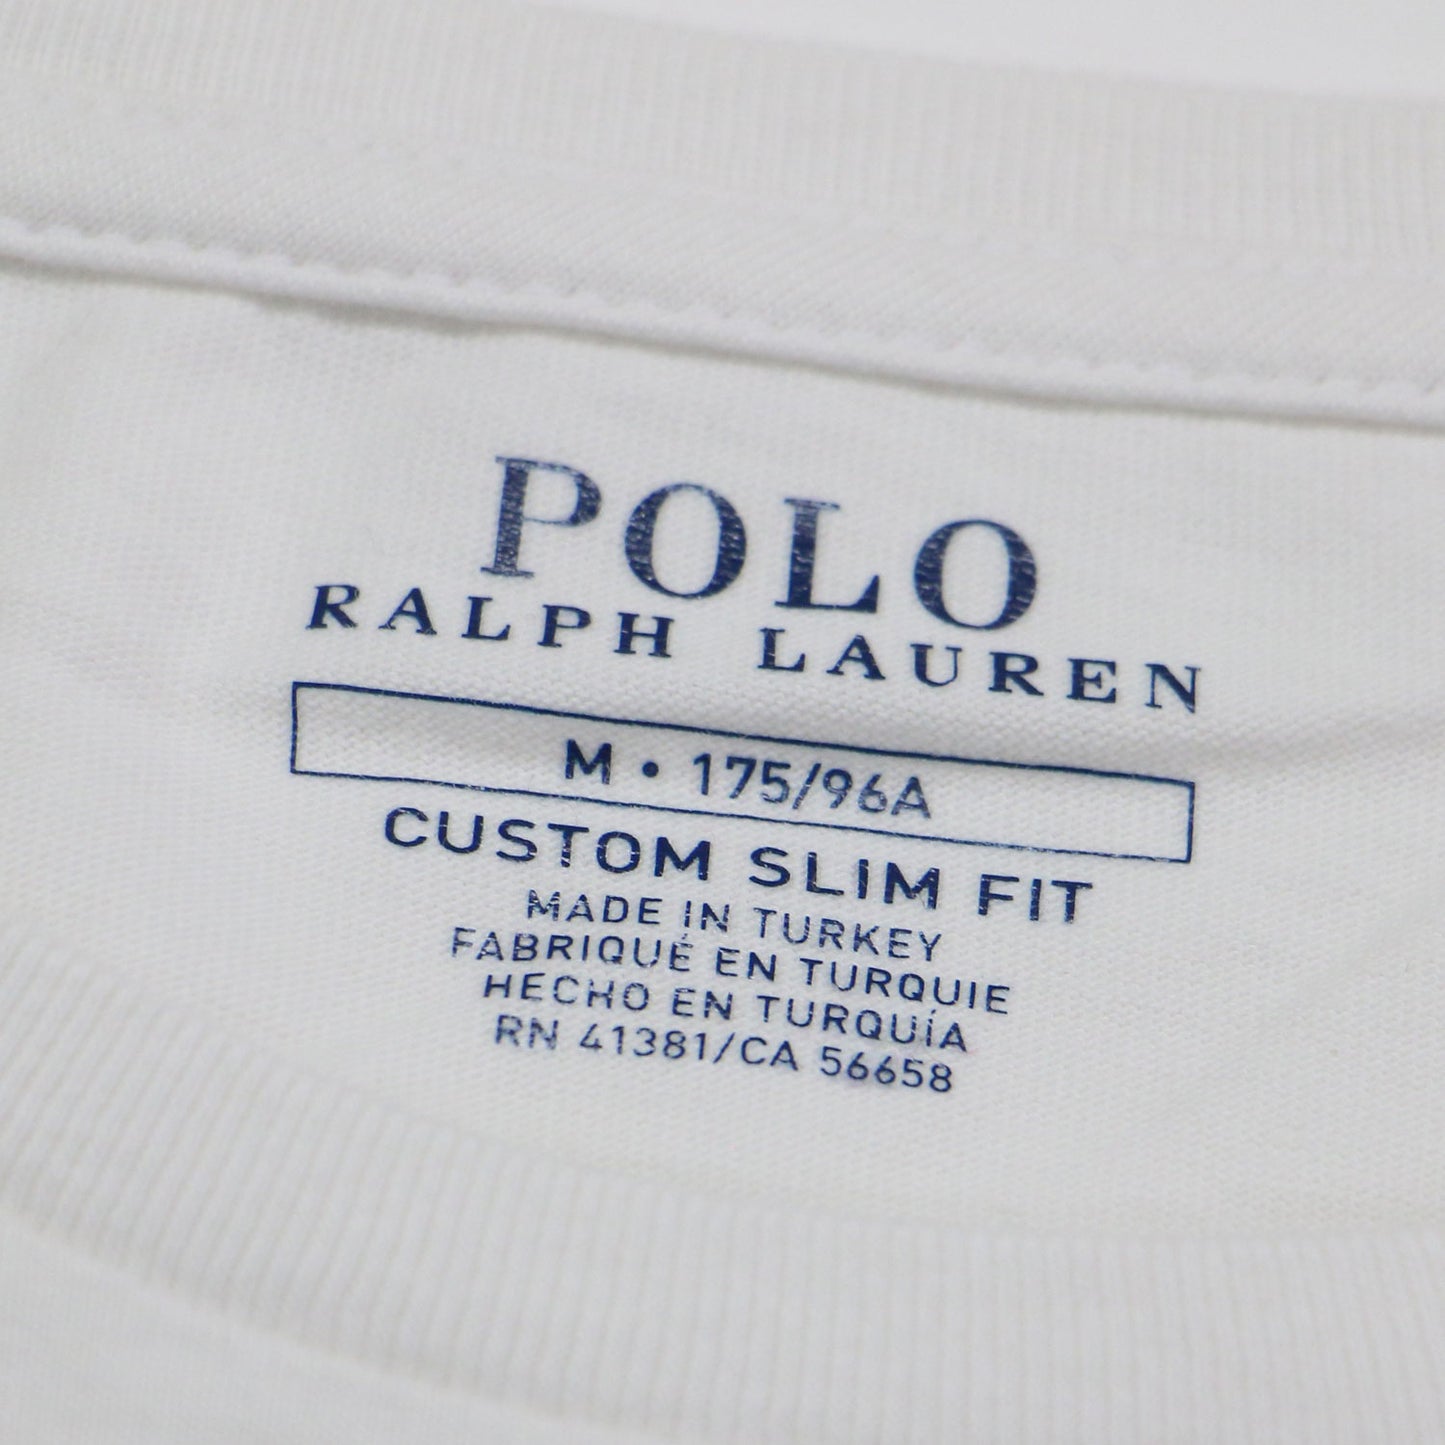 POLO
RALPH LAUREN
M • 175/96A
CUSTOM SLIM FIT
MADE IN TURKEY
FABRIQUÉ EN TURQUIE
HECHO EN TURQUÍA
RN 41381/CA 56658